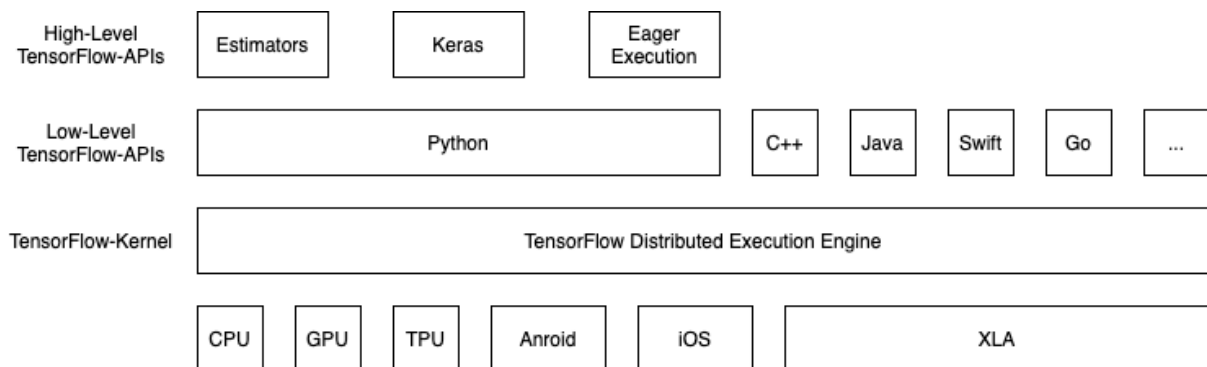 High-Level
TensorFlow-APIs
Estimators
Keras
Eager
Execution
Low-Level
TensorFlow-APIs
Python
C++
Java
Swift
Go
...
TensorFlow-Kernel
TensorFlow Distributed Execution Engine
CPU
GPU
TPU
Anroid
iOS
XLA